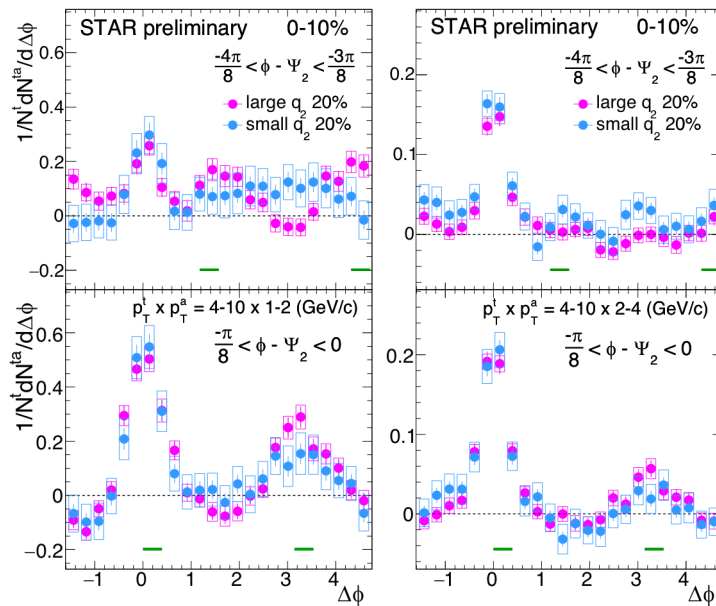 STAR preliminary 0-10%
-4π/8 < ϕ - Ψ₂ < -3π/8
large q₂ 20%
small q₂ 20%
1/Nᵗ dNᵗᵃ/dΔϕ
0.6
0.4
0.2
0
−0.2
STAR preliminary 0-10%
-4π/8 < ϕ - Ψ₂ < -3π/8
large q₂ 20%
small q₂ 20%
0.2
0.1
0
p_T^t x p_T^a = 4-10 x 1-2 (GeV/c)
-π/8 < ϕ - Ψ₂ < 0
1/Nᵗ dNᵗᵃ/dΔϕ
0.6
0.4
0.2
0
−0.2
−1 0 1 2 3 4
Δϕ
p_T^t x p_T^a = 4-10 x 2-4 (GeV/c)
-π/8 < ϕ - Ψ₂ < 0
0.2
0.1
0
−1 0 1 2 3 4
Δϕ